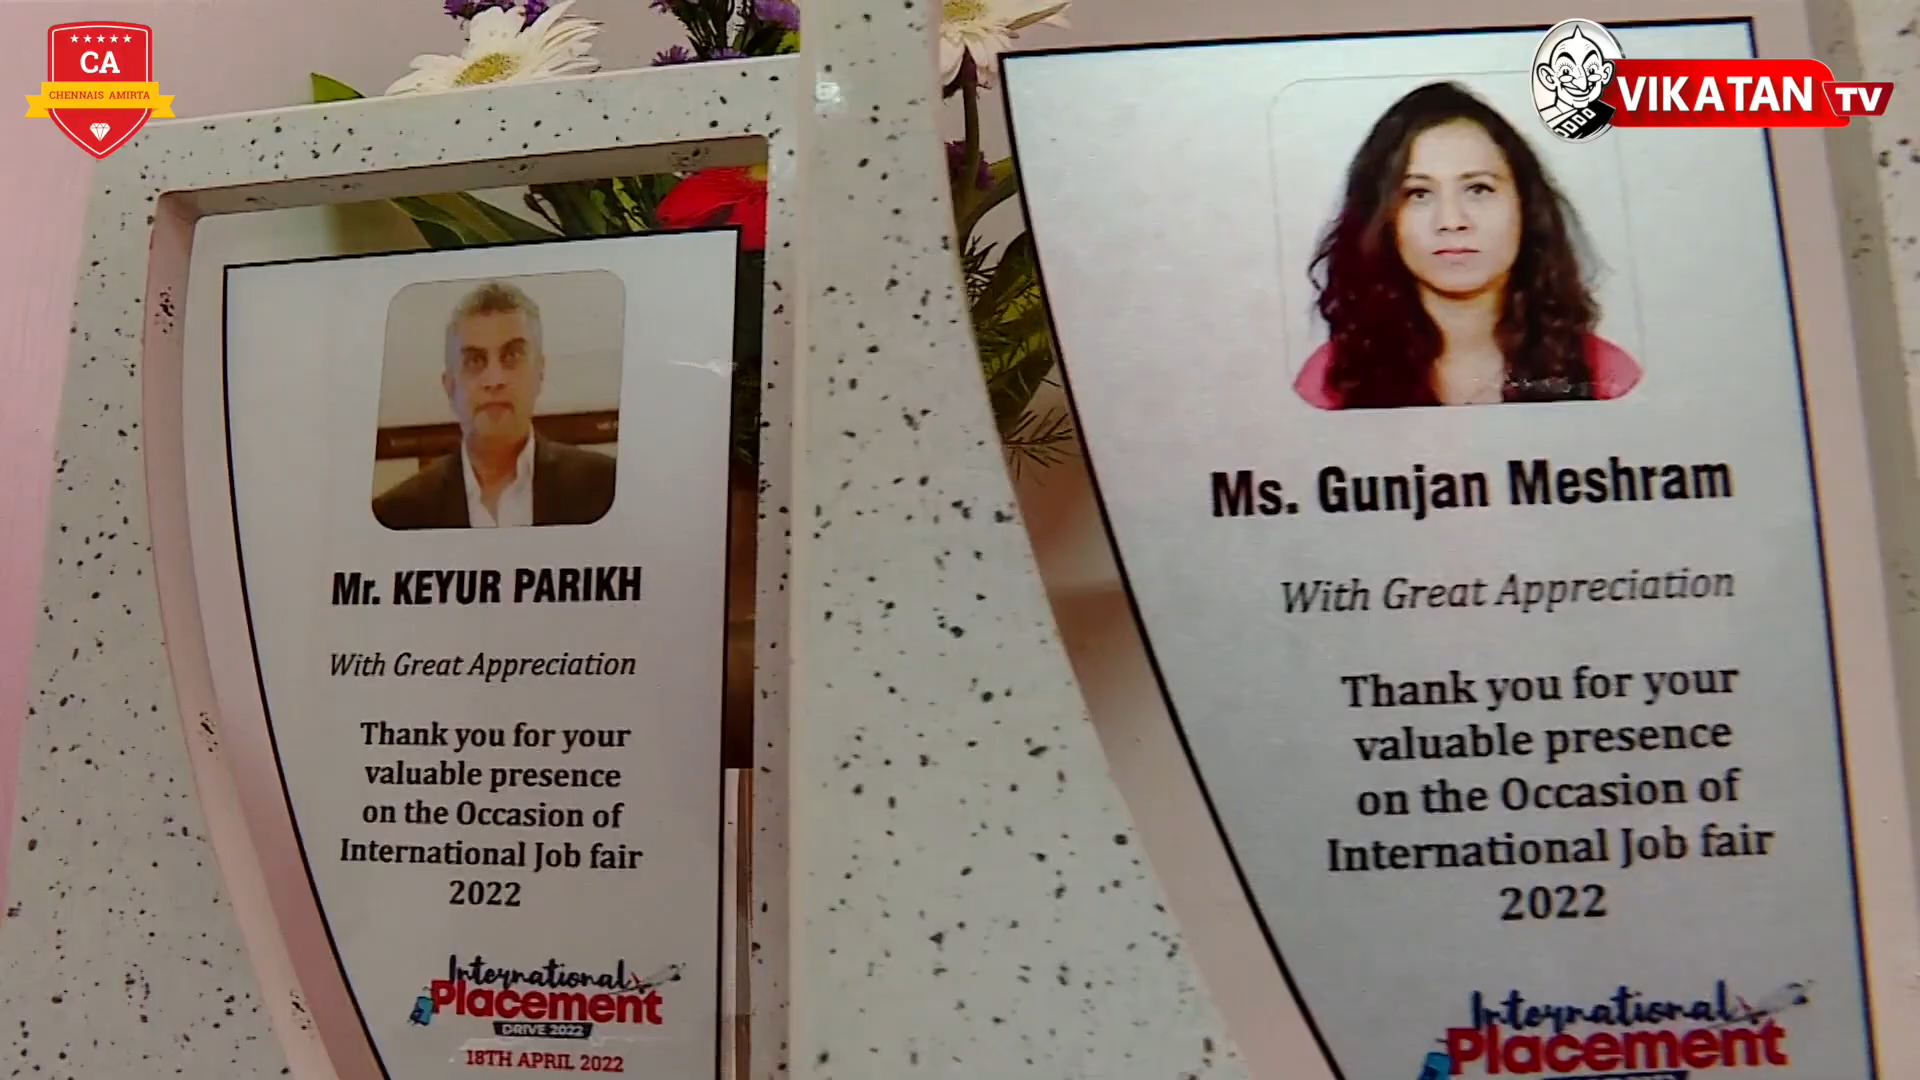 CA
CHENNAIS AMIRTA
VIKATAN TV
Mr. KEYUR PARIKH
With Great Appreciation
Thank you for your
valuable presence
on the Occasion of
International Job fair
2022
International
Placement
DRIVE 2022
18TH APRIL 2022
Ms. Gunjan Meshram
With Great Appreciation
Thank you for your
valuable presence
on the Occasion of
International Job fair
2022
International
Placement